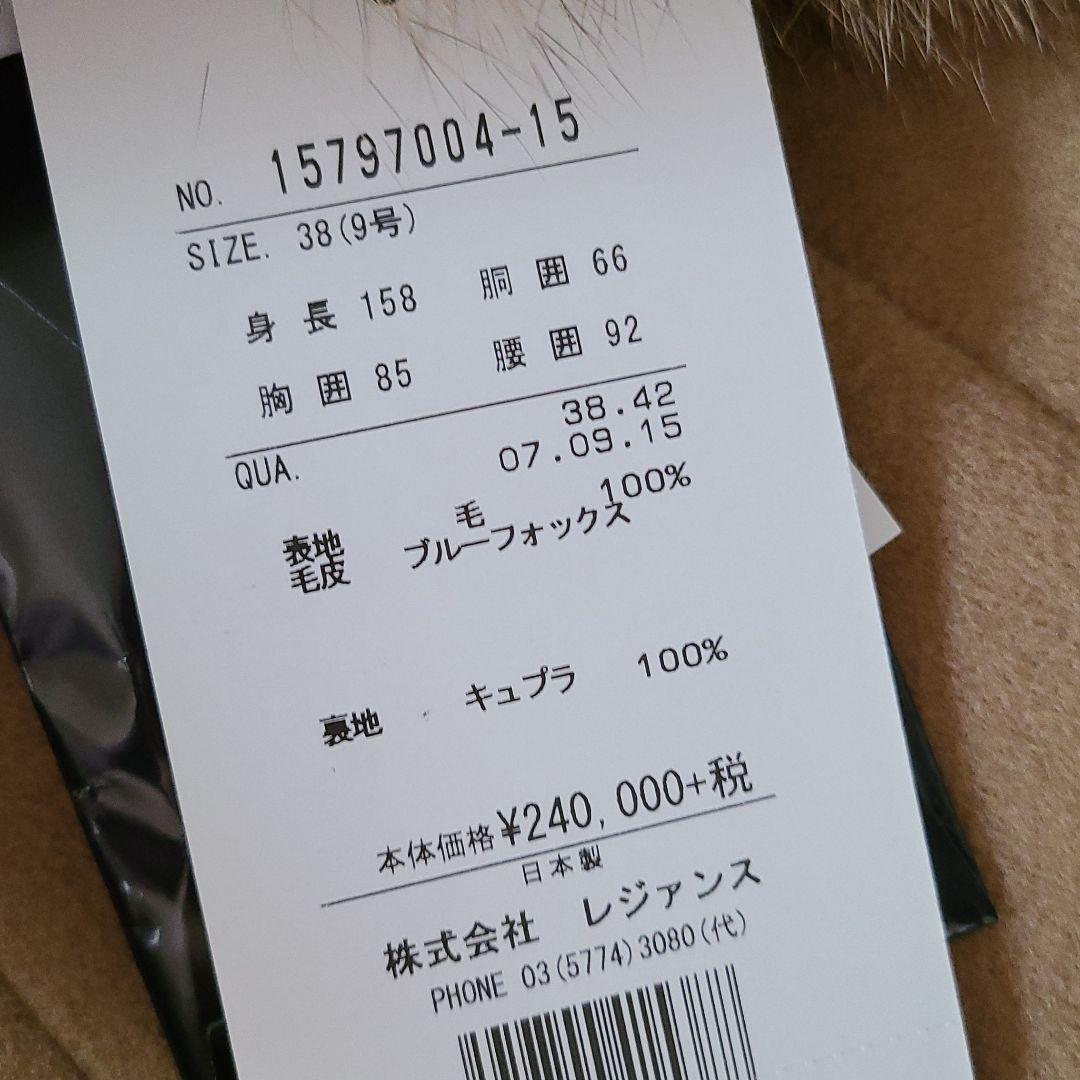 NO. 15797004-15
SIZE. 38(9号)
身長 158 胴囲 66
胸囲 85 腰囲 92
38.42
QUA. 07.09.15
表地 毛 100%
毛皮 ブルーフォックス
裏地 キュプラ 100%
本体価格 ¥240,000+税
日本製
株式会社 レジアンス
PHONE 03(5774)3080(代)